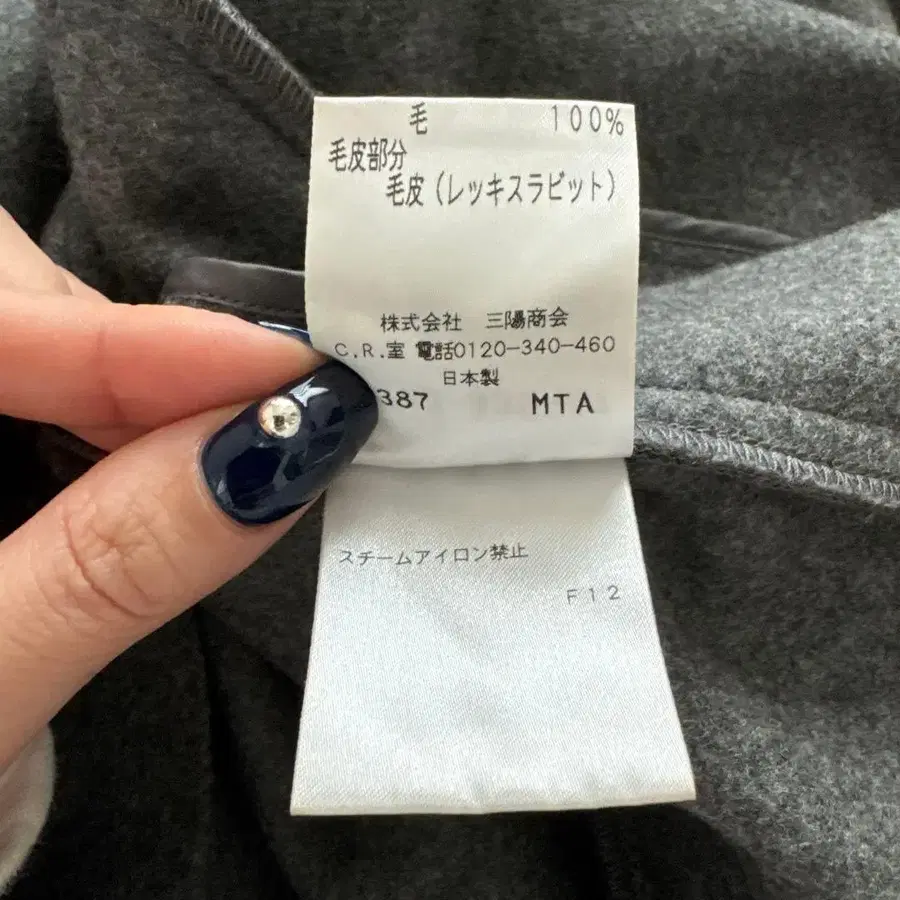 毛 100%
毛皮部分
毛皮(レッキスラビット)
株式会社 三陽商会
C.R.室 電話0120-340-460
日本製
387 MTA
スチームアイロン禁止
F12